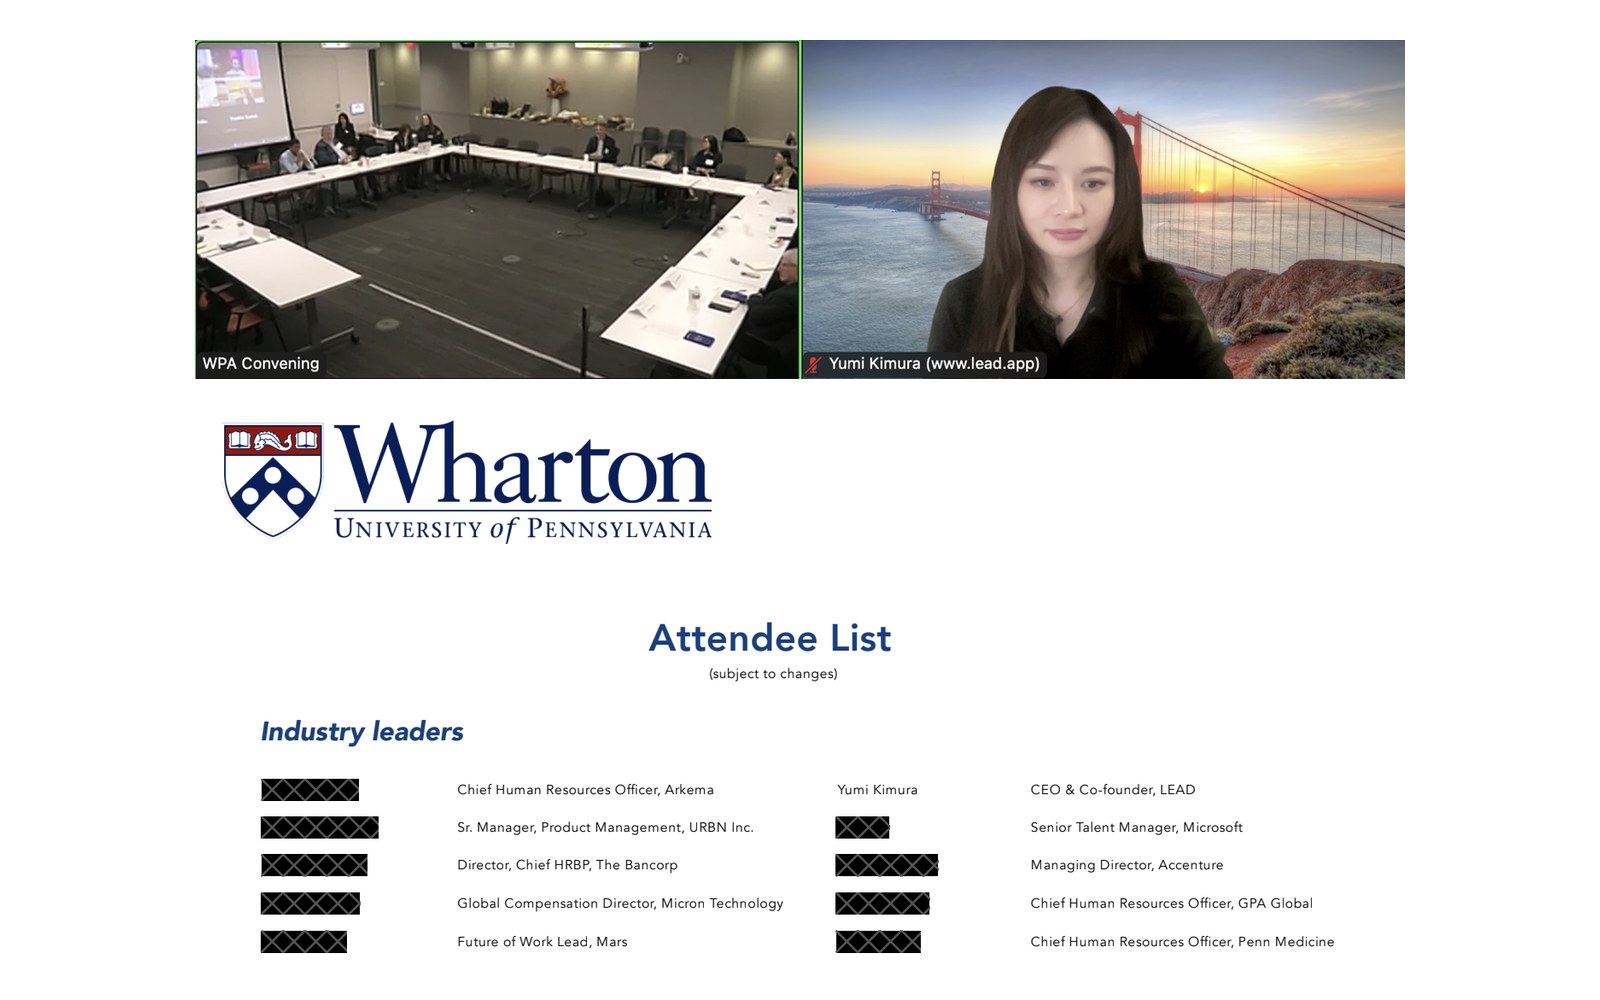 WPA Convening
Yumi Kimura (www.lead.app)
Wharton
UNIVERSITY of PENNSYLVANIA
Attendee List
(subject to changes)
Industry leaders
Chief Human Resources Officer, Arkema
Yumi Kimura CEO & Co-founder, LEAD
Sr. Manager, Product Management, URBN Inc.
Senior Talent Manager, Microsoft
Director, Chief HRBP, The Bancorp
Managing Director, Accenture
Global Compensation Director, Micron Technology
Chief Human Resources Officer, GPA Global
Future of Work Lead, Mars
Chief Human Resources Officer, Penn Medicine